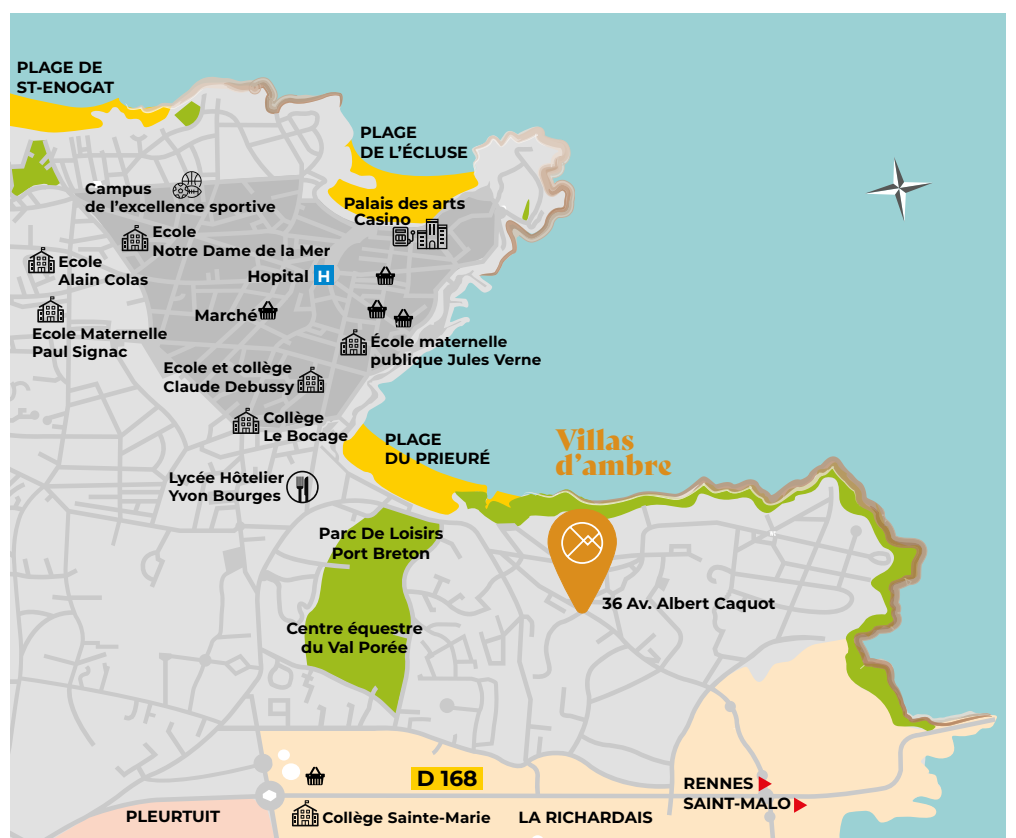 PLAGE DE
ST-ENOGAT
PLAGE
DE L'ÉCLUSE
Campus
de l'excellence sportive
Palais des arts
Casino
Ecole
Notre Dame de la Mer
Ecole
Alain Colas
Hopital H
Marché
Ecole Maternelle
Paul Signac
École maternelle
publique Jules Verne
Ecole et collège
Claude Debussy
Collège
Le Bocage
PLAGE
DU PRIEURÉ
Villas
d'ambre
Lycée Hôtelier
Yvon Bourges
Parc De Loisirs
Port Breton
36 Av. Albert Caquot
Centre équestre
du Val Porée
D 168
RENNES
SAINT-MALO
PLEURTUIT
Collège Sainte-Marie
LA RICHARDAIS